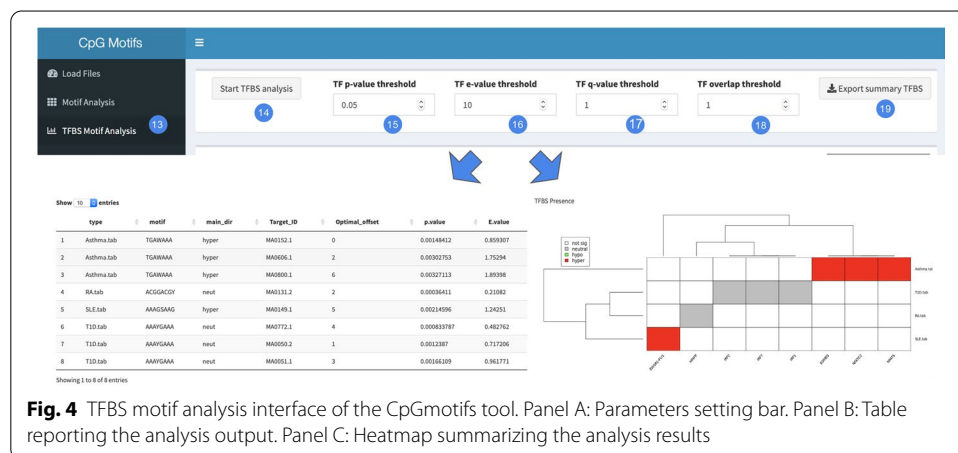 CpG Motifs
Load Files
Motif Analysis
TFBS Motif Analysis 13
Start TFBS analysis
14
TF p-value threshold
0.05
15
TF e-value threshold
10
16
TF q-value threshold
1
17
TF overlap threshold
1
18
Export summary TFBS
19
Show 10 entries
type motif main_dir Target_ID Optimal_offset p.value E.value
1 Asthma.tab TGAWAAA hyper MA0152.1 0 0.00148412 0.859307
2 Asthma.tab TGAWAAA hyper MA0606.1 2 0.00302753 1.75294
3 Asthma.tab TGAWAAA hyper MA0800.1 6 0.00327113 1.89398
4 RA.tab ACGGACGY neut MA0131.2 2 0.00036411 0.21082
5 SLE.tab AAAGSAAG hyper MA0149.1 5 0.00214596 1.24251
6 T1D.tab AAAYGAAA neut MA0772.1 4 0.000833787 0.482762
7 T1D.tab AAAYGAAA neut MA0050.2 1 0.0012387 0.717206
8 T1D.tab AAAYGAAA neut MA0051.1 3 0.00166109 0.961771
Showing 1 to 8 of 8 entries
TFBS Presence
not sig
neutral
hypo
hyper
Asthma.tab
T1D.tab
RA.tab
SLE.tab
Fig. 4 TFBS motif analysis interface of the CpGmotifs tool. Panel A: Parameters setting bar. Panel B: Table
reporting the analysis output. Panel C: Heatmap summarizing the analysis results